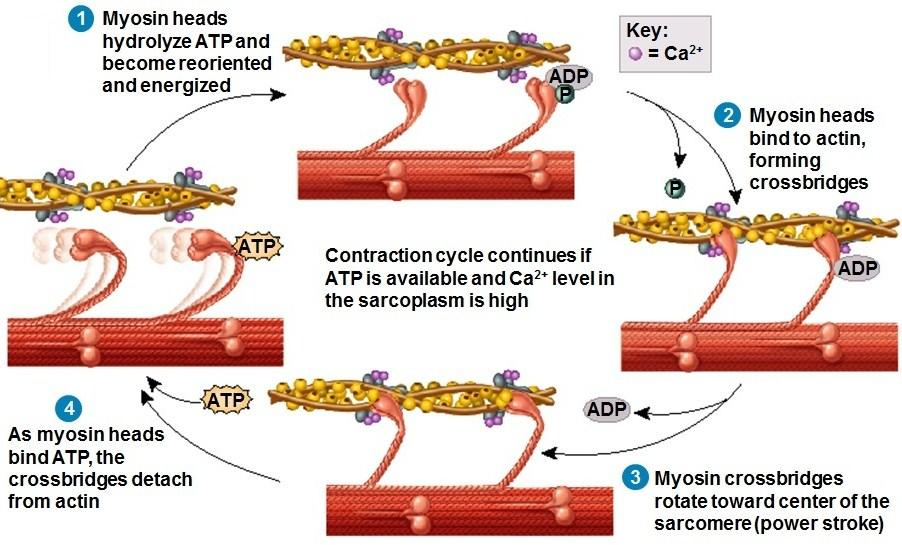 1 Myosin heads
hydrolyze ATP and
become reoriented
and energized
ADP
P
Key:
= Ca²⁺
2 Myosin heads
bind to actin,
forming
crossbridges
P
ATP
Contraction cycle continues if
ATP is available and Ca²⁺ level in
the sarcoplasm is high
ADP
4
As myosin heads
bind ATP, the
crossbridges detach
from actin
ATP
ADP
3 Myosin crossbridges
rotate toward center of the
sarcomere (power stroke)